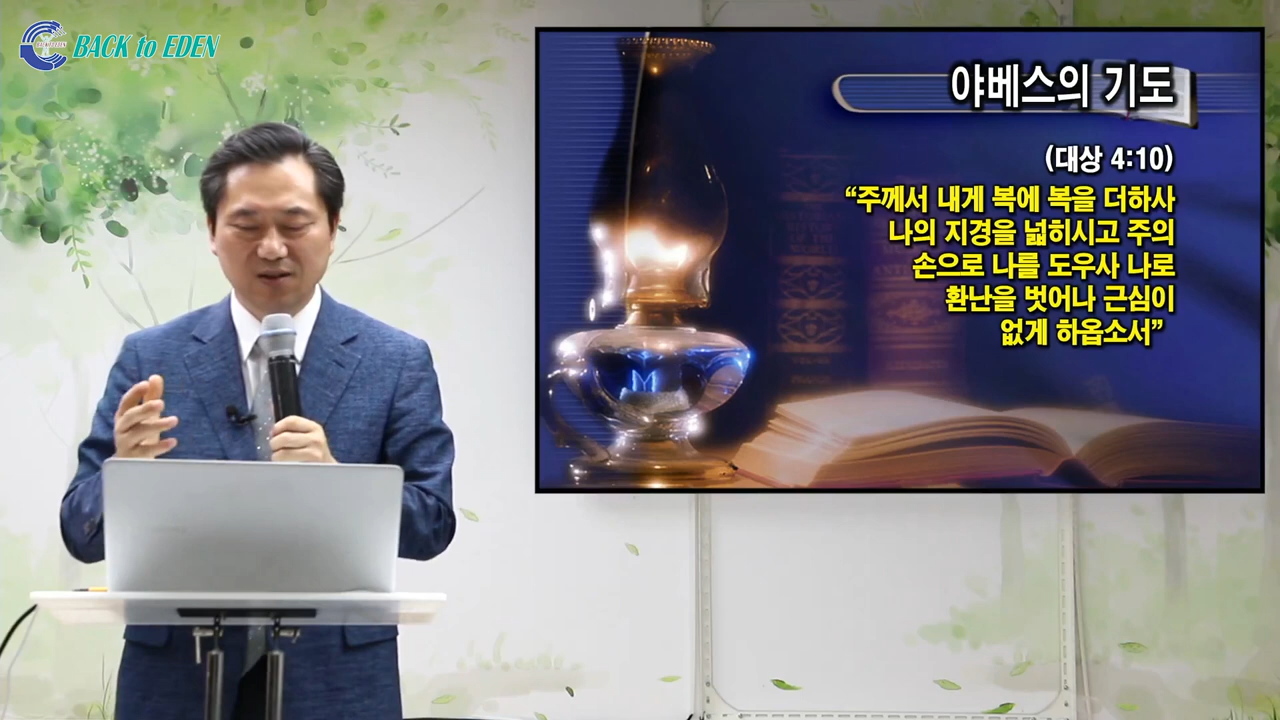 BACK to EDEN
야베스의 기도
(대상 4:10)
“주께서 내게 복에 복을 더하사
나의 지경을 넓히시고 주의
손으로 나를 도우사 나로
환난을 벗어나 근심이
없게 하옵소서”